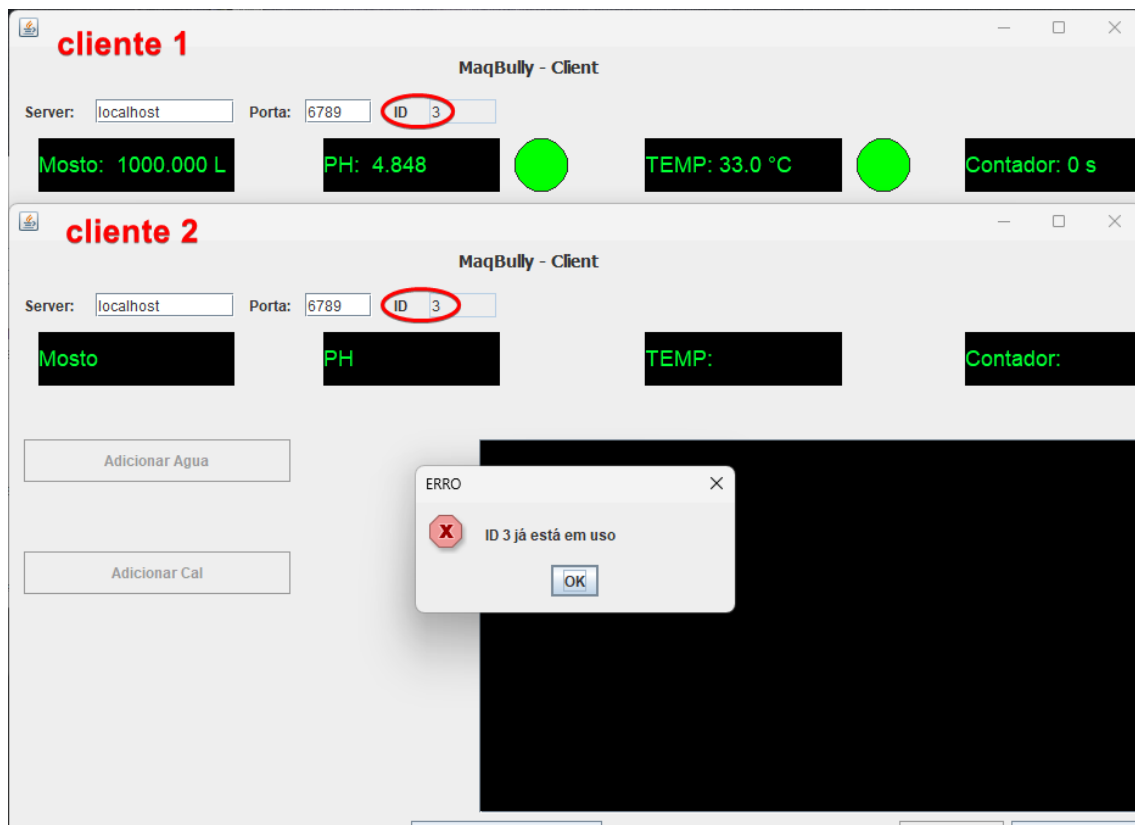 cliente 1
MaqBully - Client
Server: localhost Porta: 6789 ID 3
Mosto: 1000.000 L PH: 4.848 TEMP: 33.0 °C Contador: 0 s
cliente 2
MaqBully - Client
Server: localhost Porta: 6789 ID 3
Mosto PH TEMP: Contador:
Adicionar Agua
ERRO
X
ID 3 já está em uso
Adicionar Cal
OK